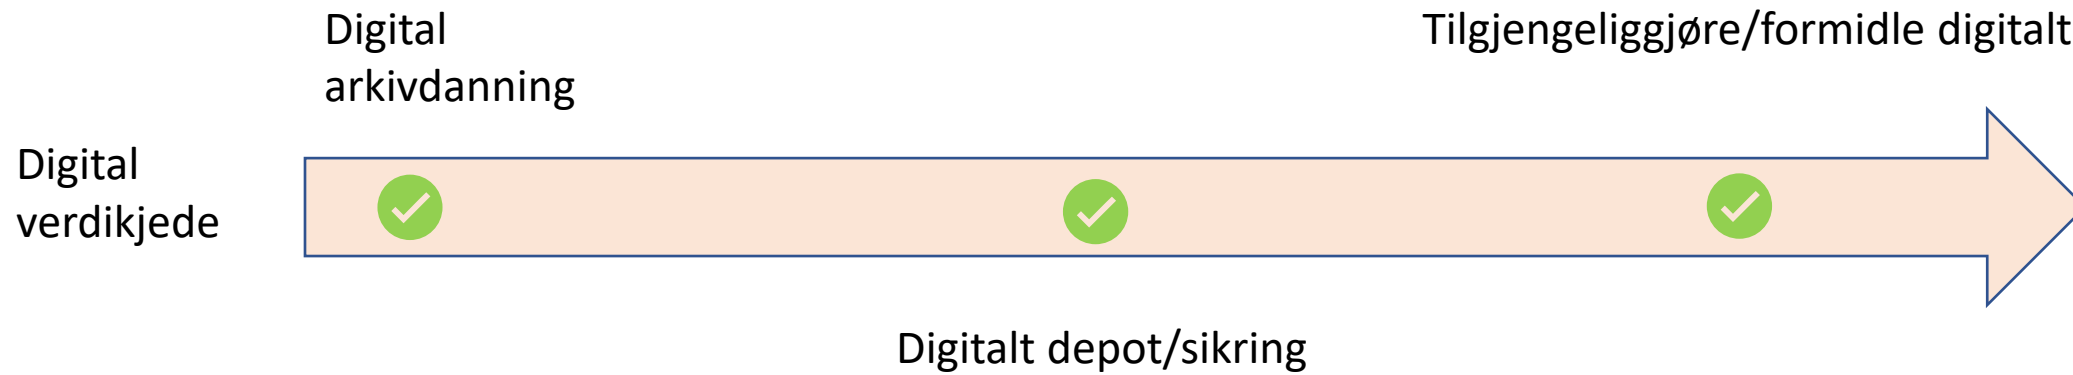 Digital
arkivdanning
Tilgjengeliggjøre/formidle digitalt
Digital
verdikjede
Digitalt depot/sikring